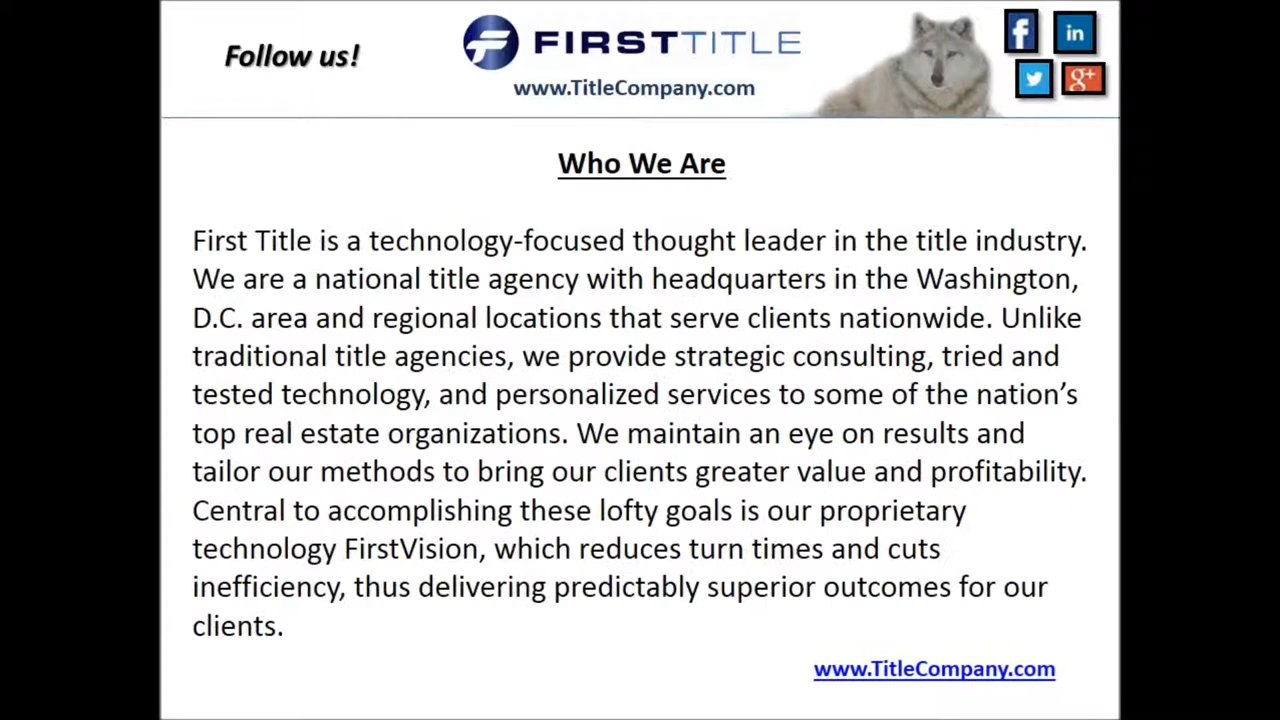 Follow us!
FIRSTTITLE
www.TitleCompany.com
f
in
g+
Who We Are
First Title is a technology-focused thought leader in the title industry.
We are a national title agency with headquarters in the Washington,
D.C. area and regional locations that serve clients nationwide. Unlike
traditional title agencies, we provide strategic consulting, tried and
tested technology, and personalized services to some of the nation’s
top real estate organizations. We maintain an eye on results and
tailor our methods to bring our clients greater value and profitability.
Central to accomplishing these lofty goals is our proprietary
technology FirstVision, which reduces turn times and cuts
inefficiency, thus delivering predictably superior outcomes for our
clients.
www.TitleCompany.com